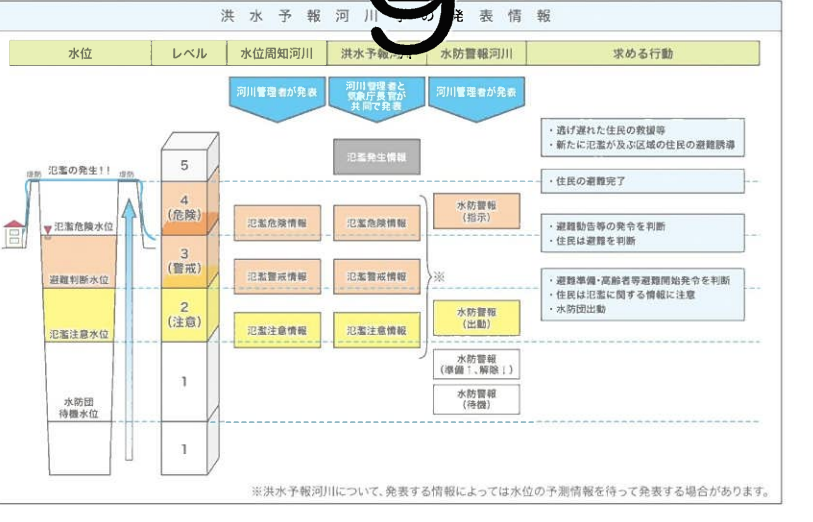 洪水予報河川 の発表情報
水位
レベル
水位周知河川
洪水予報河川
水防警報河川
求める行動
河川管理者が発表
河川管理者と
気象庁長官が
共同で発表
河川管理者が発表
・逃げ遅れた住民の救援等
・新たに氾濫が及ぶ区域の住民の避難誘導
5
氾濫発生情報
氾濫の発生!!
堤防
堤防
・住民の避難完了
4
(危険)
氾濫危険情報
氾濫危険情報
水防警報
(指示)
・避難勧告等の発令を判断
・住民は避難を判断
氾濫危険水位
3
(警戒)
氾濫警戒情報
氾濫警戒情報
※
・避難準備・高齢者等避難開始発令を判断
・住民は氾濫に関する情報に注意
・水防団出動
避難判断水位
2
(注意)
氾濫注意情報
氾濫注意情報
水防警報
(出動)
氾濫注意水位
1
水防警報
(準備↑、解除↓)
水防警報
(待機)
水防団
待機水位
1
※洪水予報河川について、発表する情報によっては水位の予測情報を待って発表する場合があります。